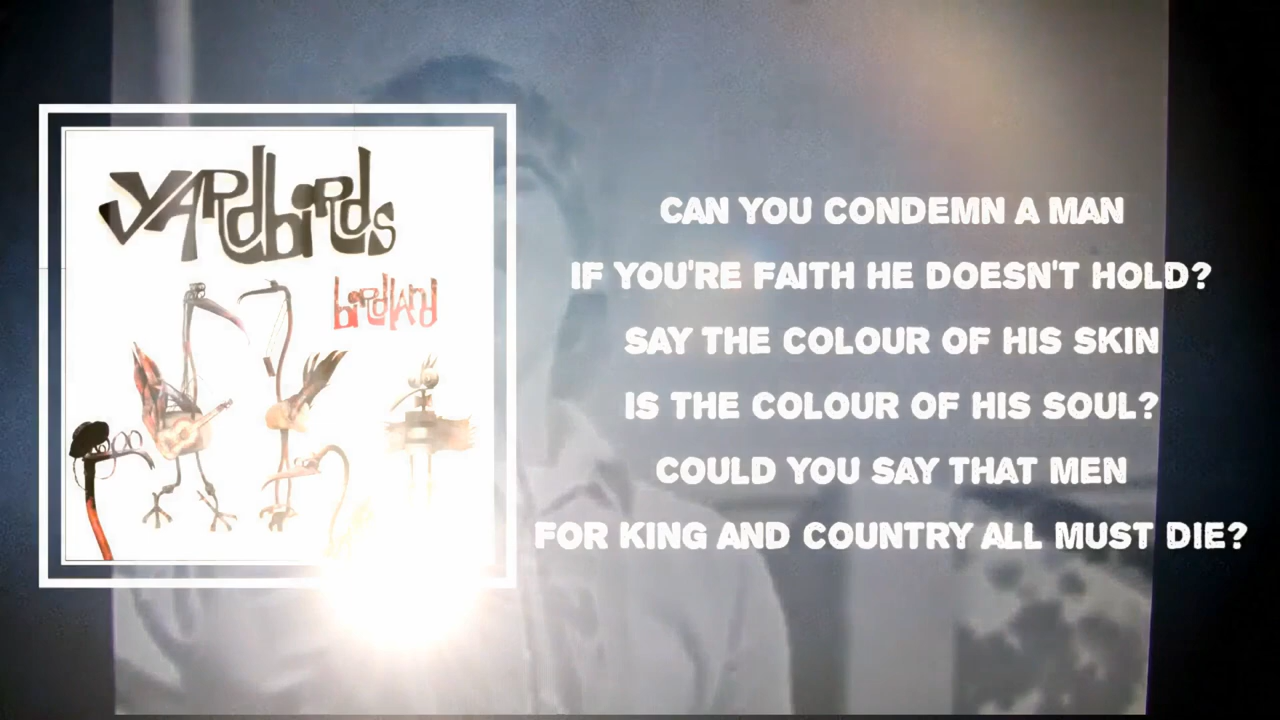 Yardbirds
birdland
CAN YOU CONDEMN A MAN
IF YOU'RE FAITH HE DOESN'T HOLD?
SAY THE COLOUR OF HIS SKIN
IS THE COLOUR OF HIS SOUL?
COULD YOU SAY THAT MEN
FOR KING AND COUNTRY ALL MUST DIE?